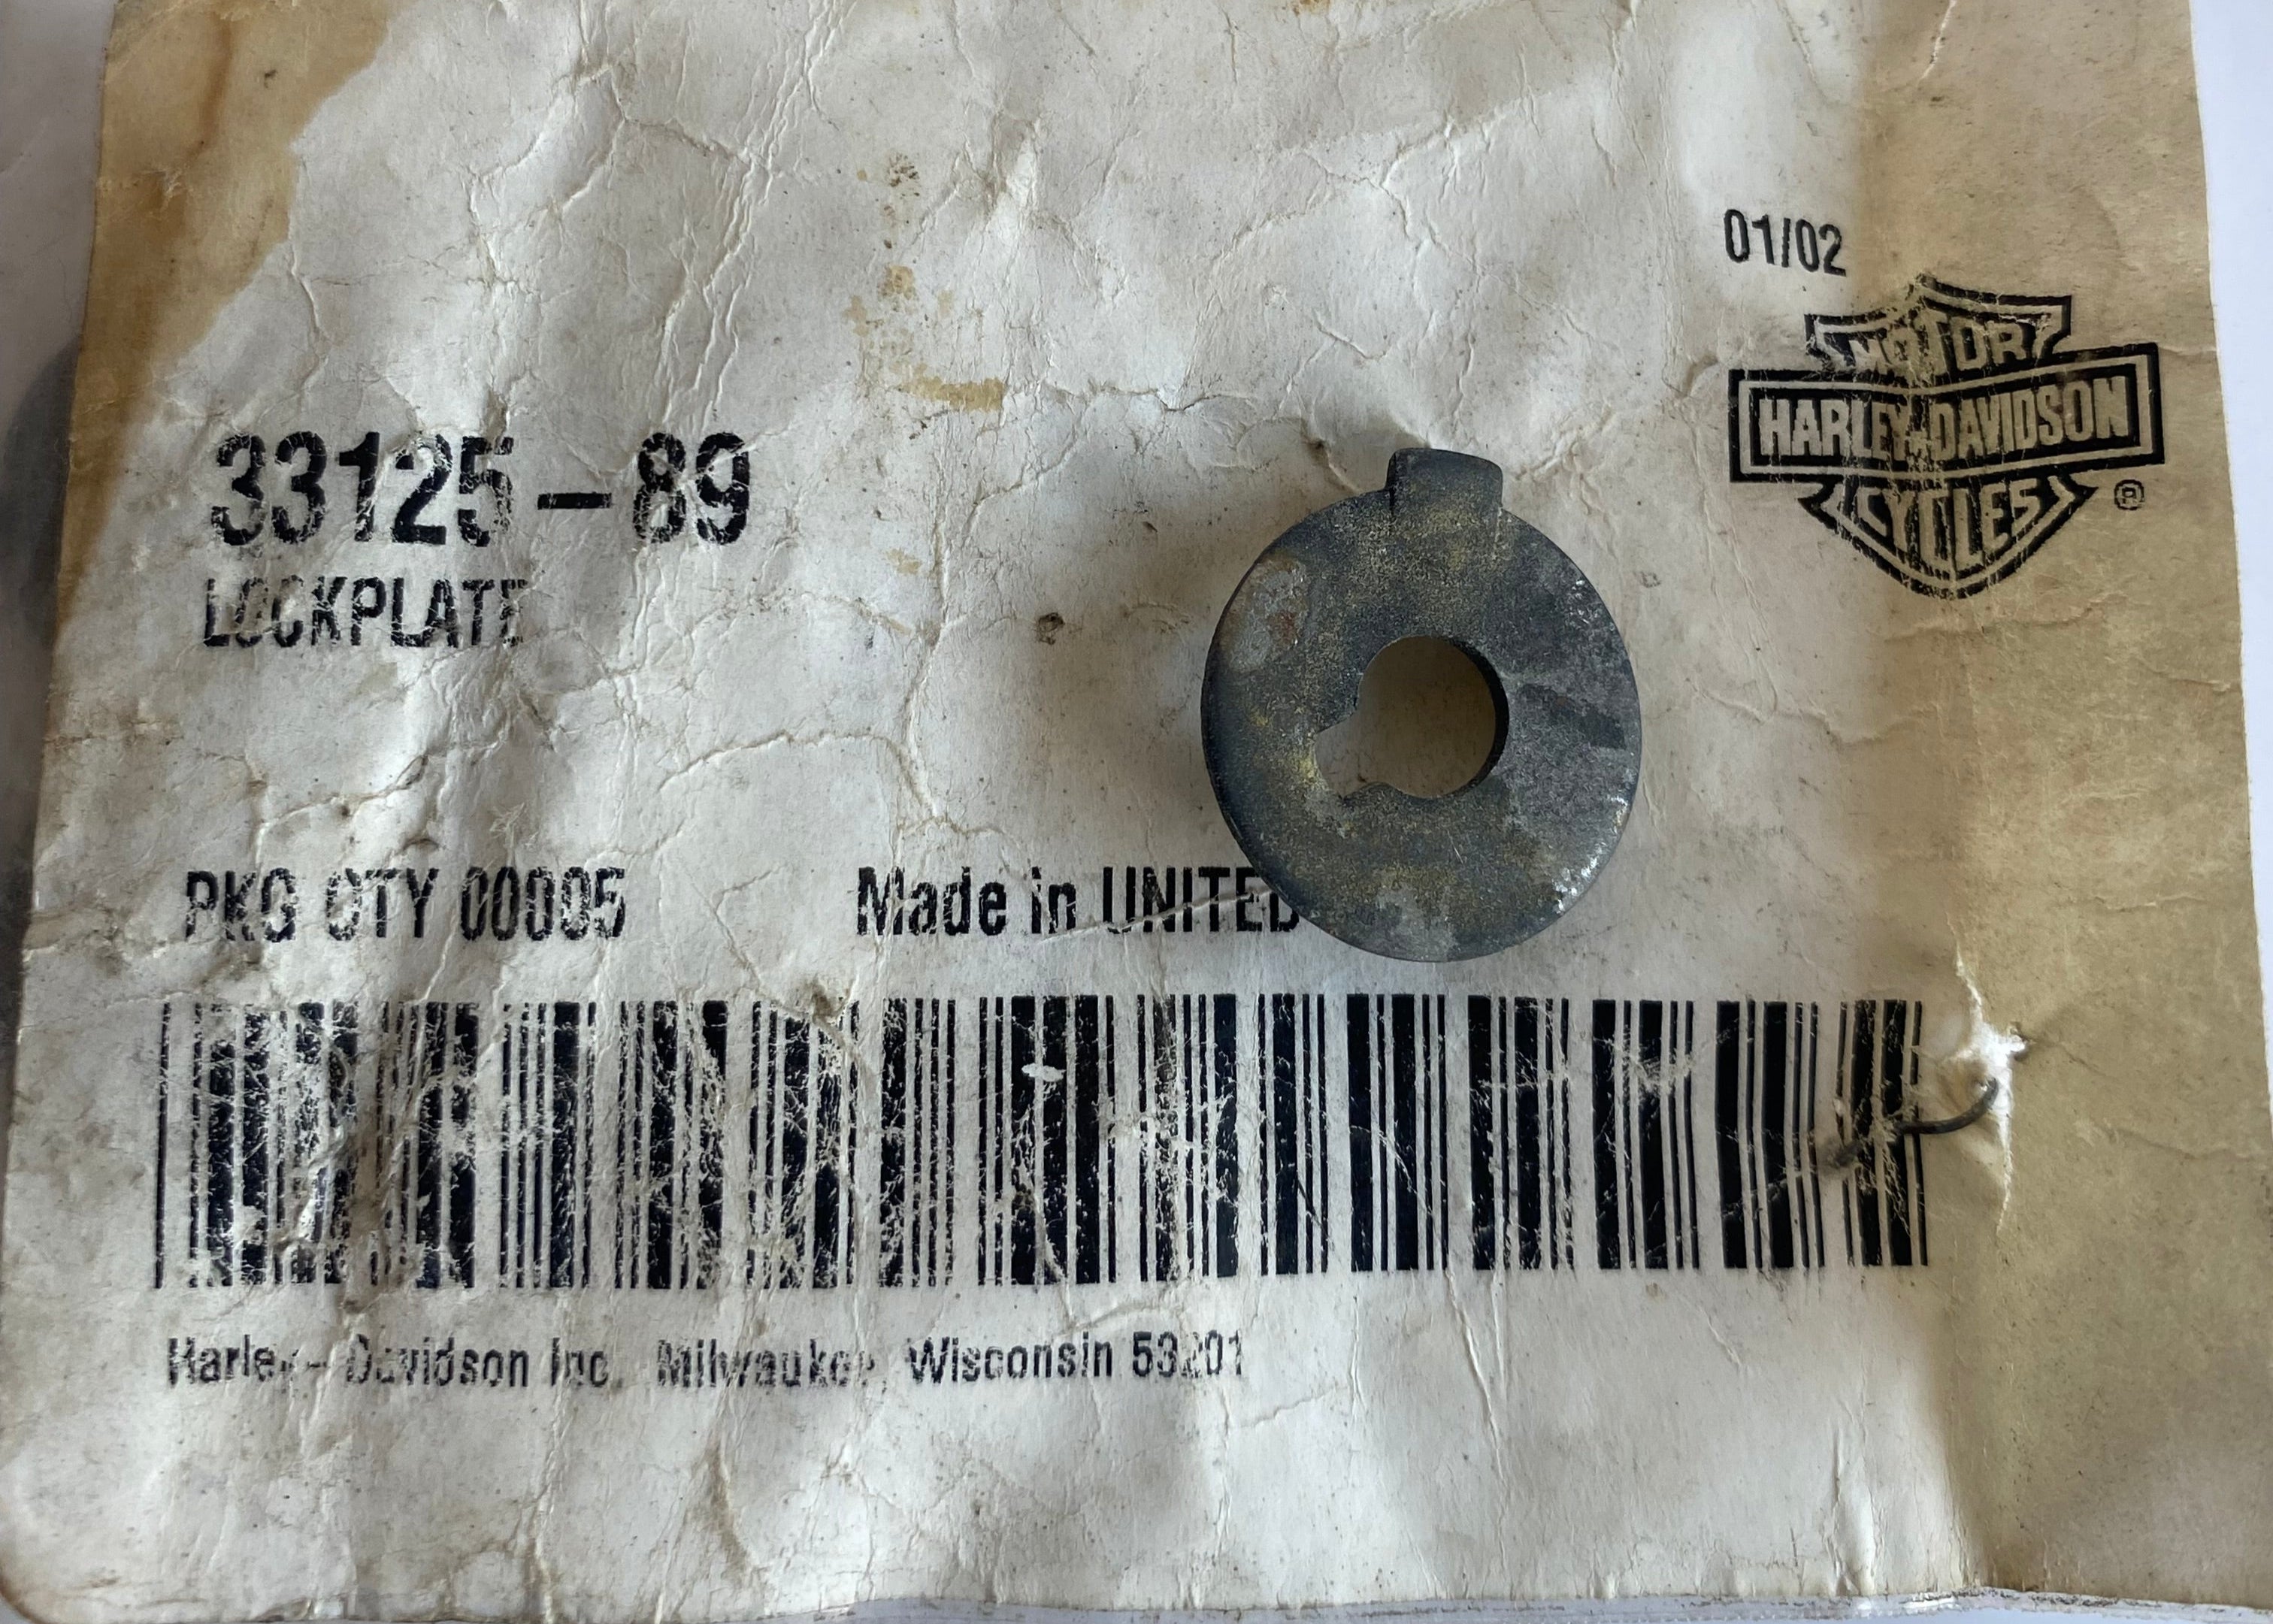 01/02
MOTOR
HARLEY-DAVIDSON
CYCLES
®
33125-89
LOCKPLATE
PKG QTY 00005 Made in UNITED
Harley-Davidson Inc. Milwaukee, Wisconsin 53201